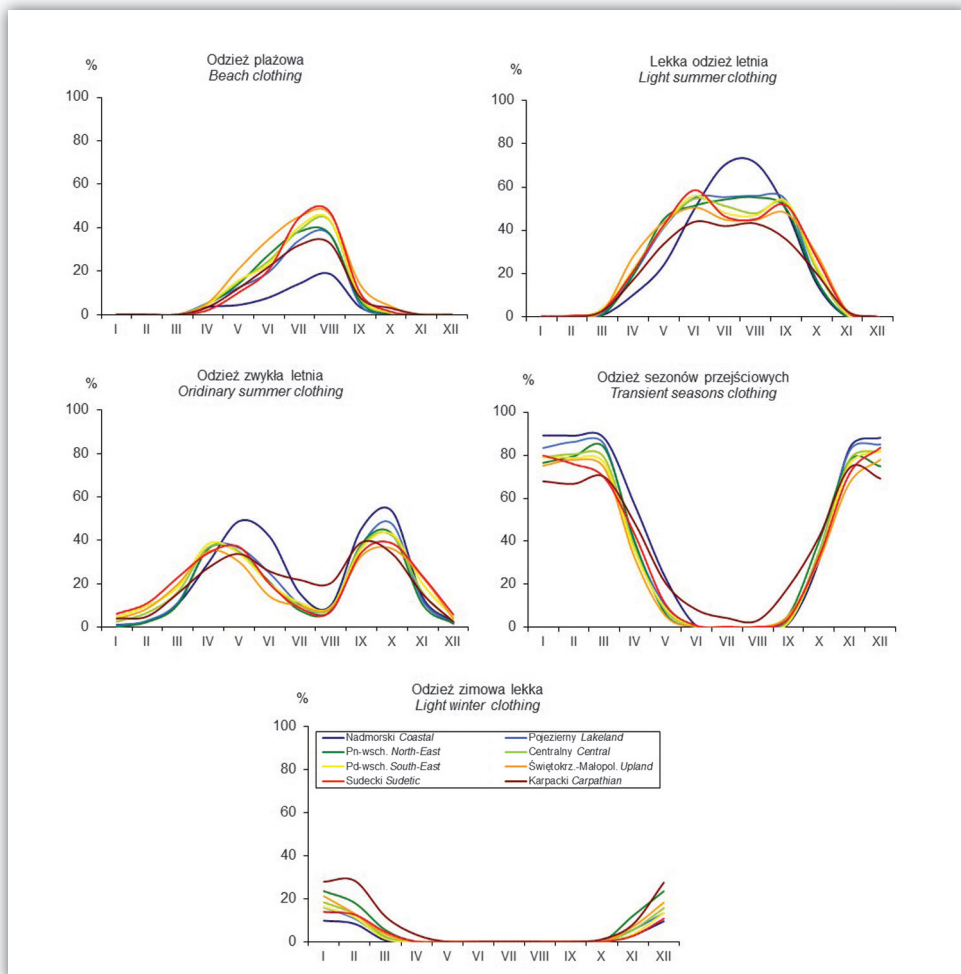 Odzież plażowa
Beach clothing
%
100
80
60
40
20
0
I II III IV V VI VII VIII IX X XI XII
Lekka odzież letnia
Light summer clothing
%
100
80
60
40
20
0
I II III IV V VI VII VIII IX X XI XII
Odzież zwykła letnia
Oridinary summer clothing
%
100
80
60
40
20
0
I II III IV V VI VII VIII IX X XI XII
Odzież sezonów przejściowych
Transient seasons clothing
%
100
80
60
40
20
0
I II III IV V VI VII VIII IX X XI XII
Odzież zimowa lekka
Light winter clothing
%
100
80
60
40
20
0
Nadmorski Coastal Pojezierny Lakeland
Pn-wsch. North-East Centralny Central
Pd-wsch. South-East Świętokrz.-Małopol. Upland
Sudecki Sudetic Karpacki Carpathian
I II III IV V VI VII VIII IX X XI XII